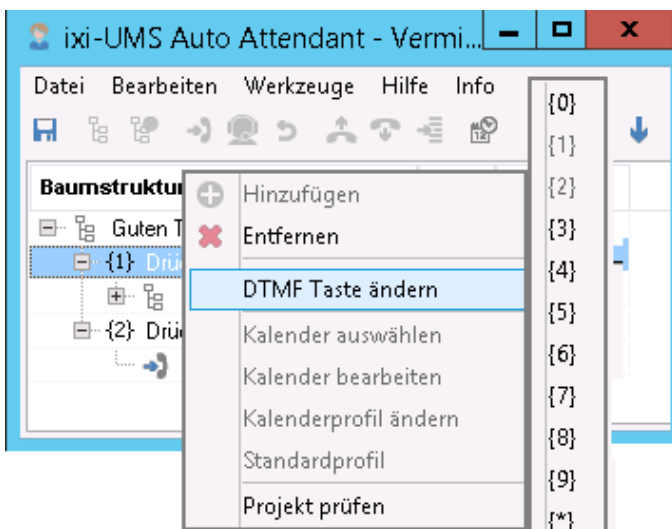 ixi-UMS Auto Attendant - Vermi...
Datei Bearbeiten Werkzeuge Hilfe Info
Baumstruktu
Guten T
{1} Drü
{2} Drü
Hinzufügen
Entfernen
DTMF Taste ändern
Kalender auswählen
Kalender bearbeiten
Kalenderprofil ändern
Standardprofil
Projekt prüfen
{0}
{1}
{2}
{3}
{4}
{5}
{6}
{7}
{8}
{9}
{*}